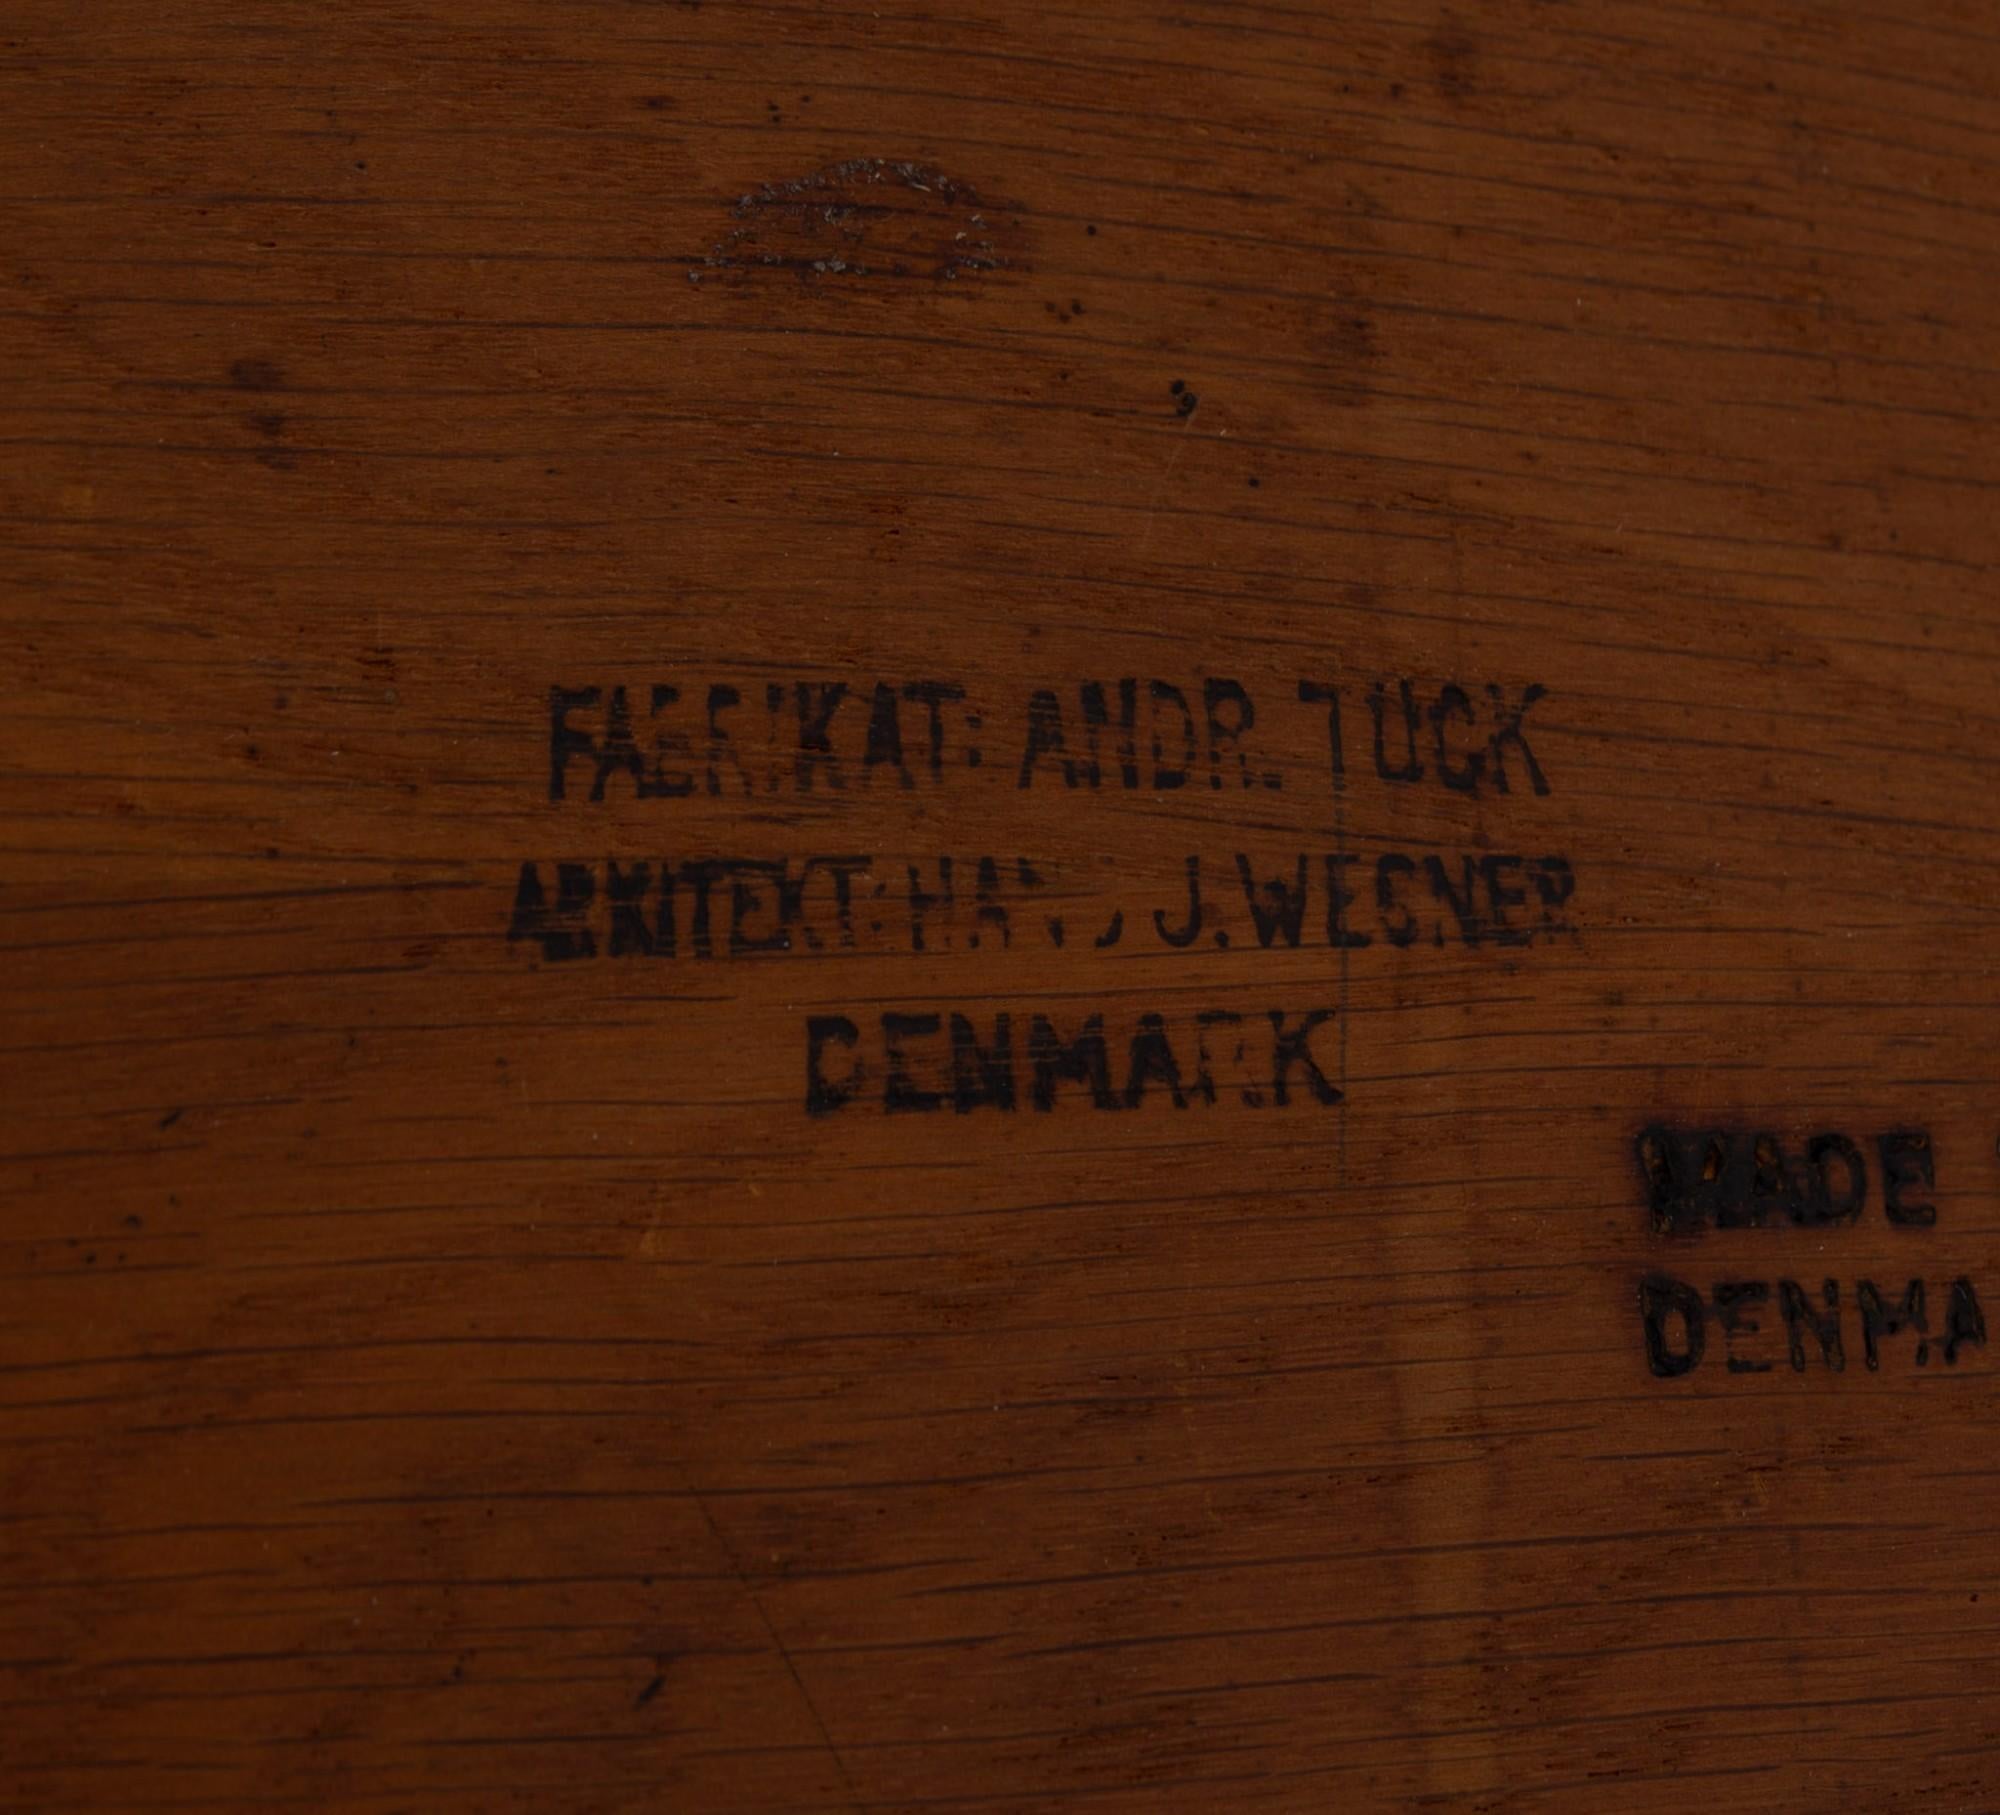 FABRIKAT: ANDR. TUCK
ARKITEKT: HANS J. WEGNER
DENMARK
MADE
DENMA